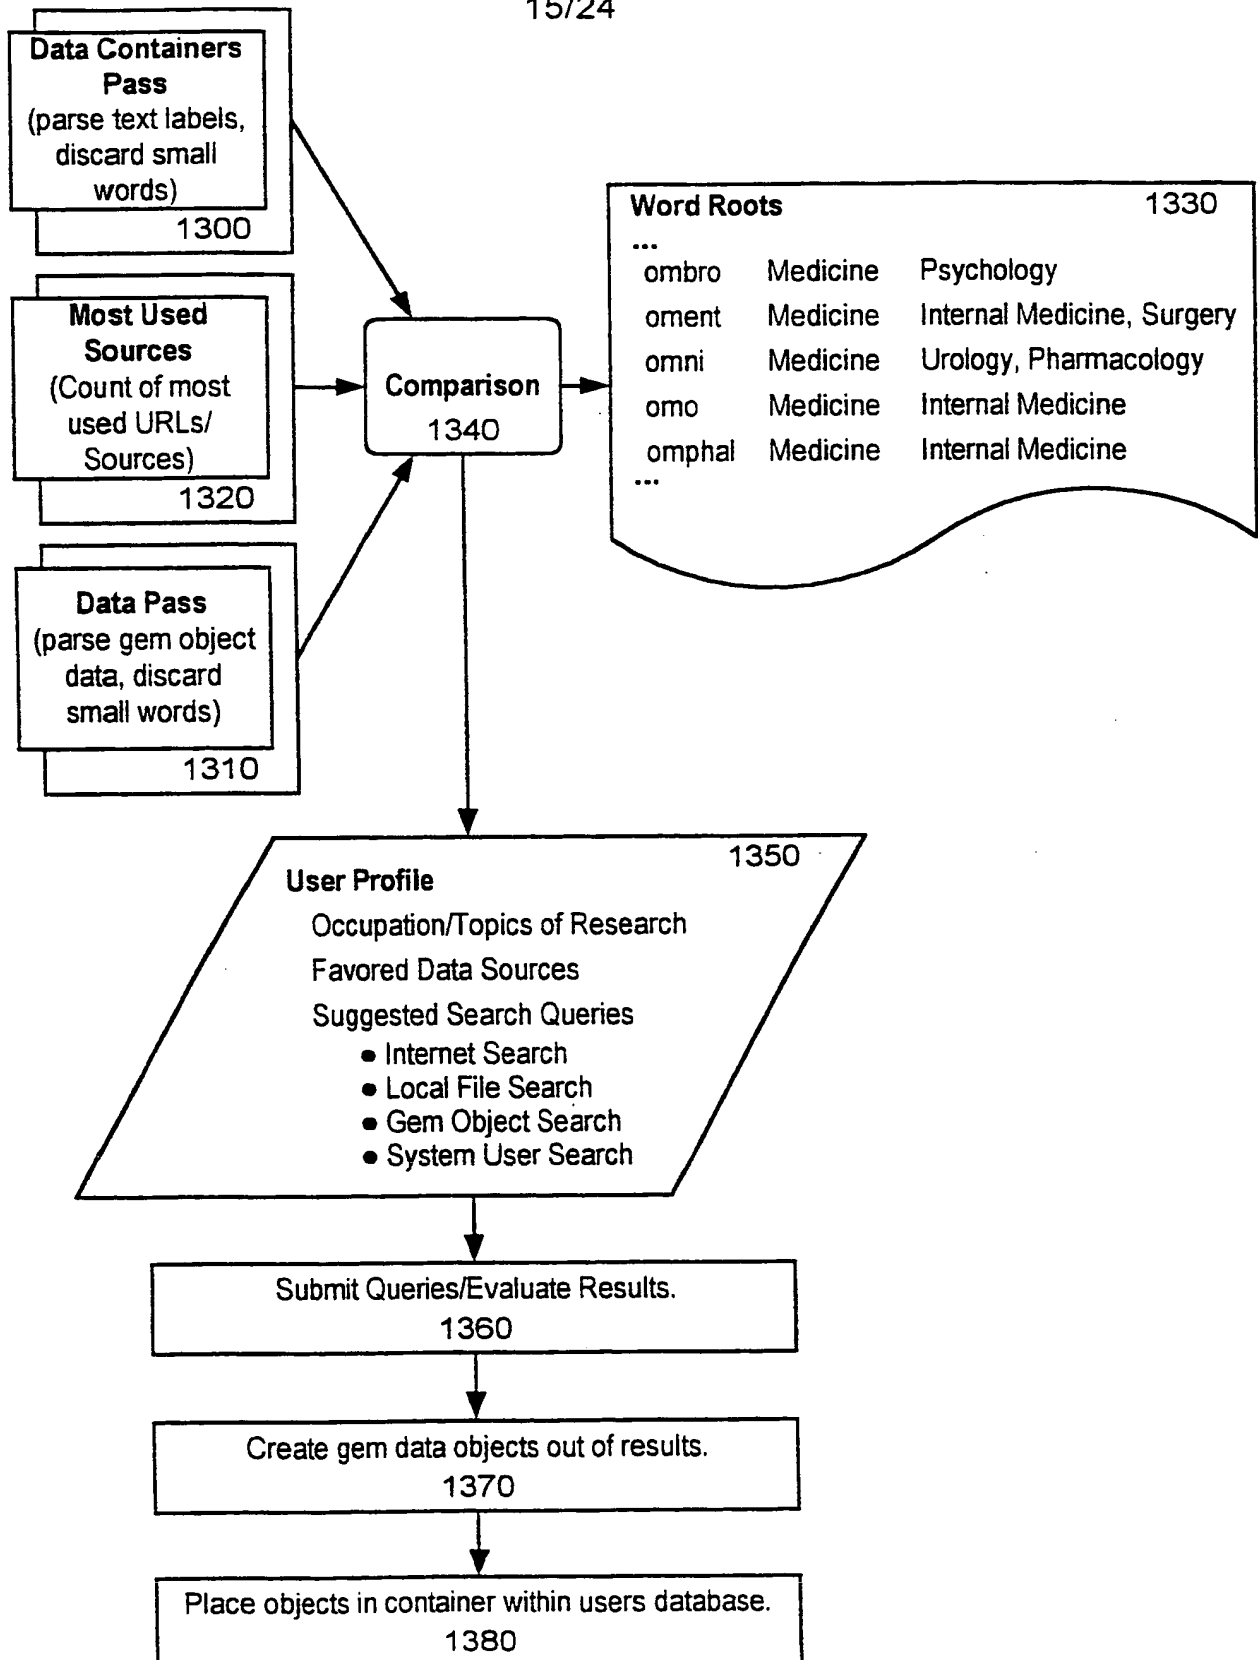 15/24
Data Containers
Pass
(parse text labels,
discard small
words)
1300
Most Used
Sources
(Count of most
used URLs/
Sources)
1320
Data Pass
(parse gem object
data, discard
small words)
1310
Comparison
1340
Word Roots 1330
...
ombro Medicine Psychology
oment Medicine Internal Medicine, Surgery
omni Medicine Urology, Pharmacology
omo Medicine Internal Medicine
omphal Medicine Internal Medicine
...
1350
User Profile
Occupation/Topics of Research
Favored Data Sources
Suggested Search Queries
• Internet Search
• Local File Search
• Gem Object Search
• System User Search
Submit Queries/Evaluate Results.
1360
Create gem data objects out of results.
1370
Place objects in container within users database.
1380